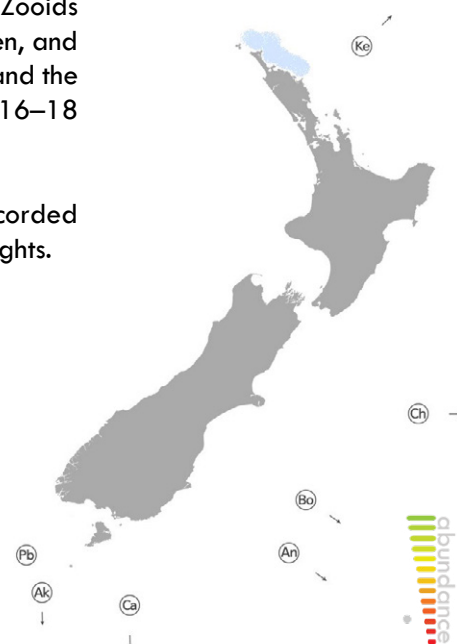 Zooids
en, and
and the
16–18
corded
ghts.
Ke
Ch
Bo
An
Pb
Ak
Ca
abundance